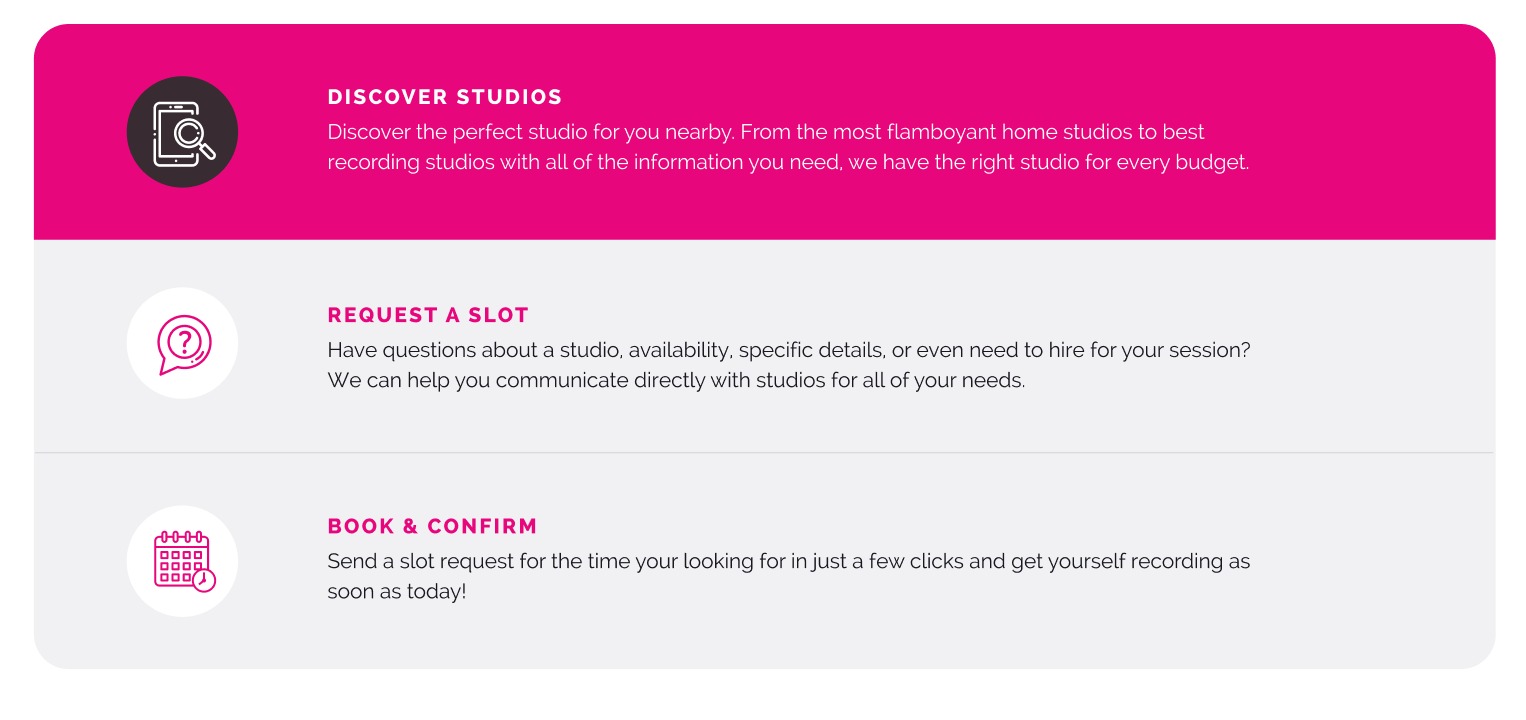 DISCOVER STUDIOS
Discover the perfect studio for you nearby. From the most flamboyant home studios to best
recording studios with all of the information you need, we have the right studio for every budget.
REQUEST A SLOT
Have questions about a studio, availability, specific details, or even need to hire for your session?
We can help you communicate directly with studios for all of your needs.
BOOK & CONFIRM
Send a slot request for the time your looking for in just a few clicks and get yourself recording as
soon as today!